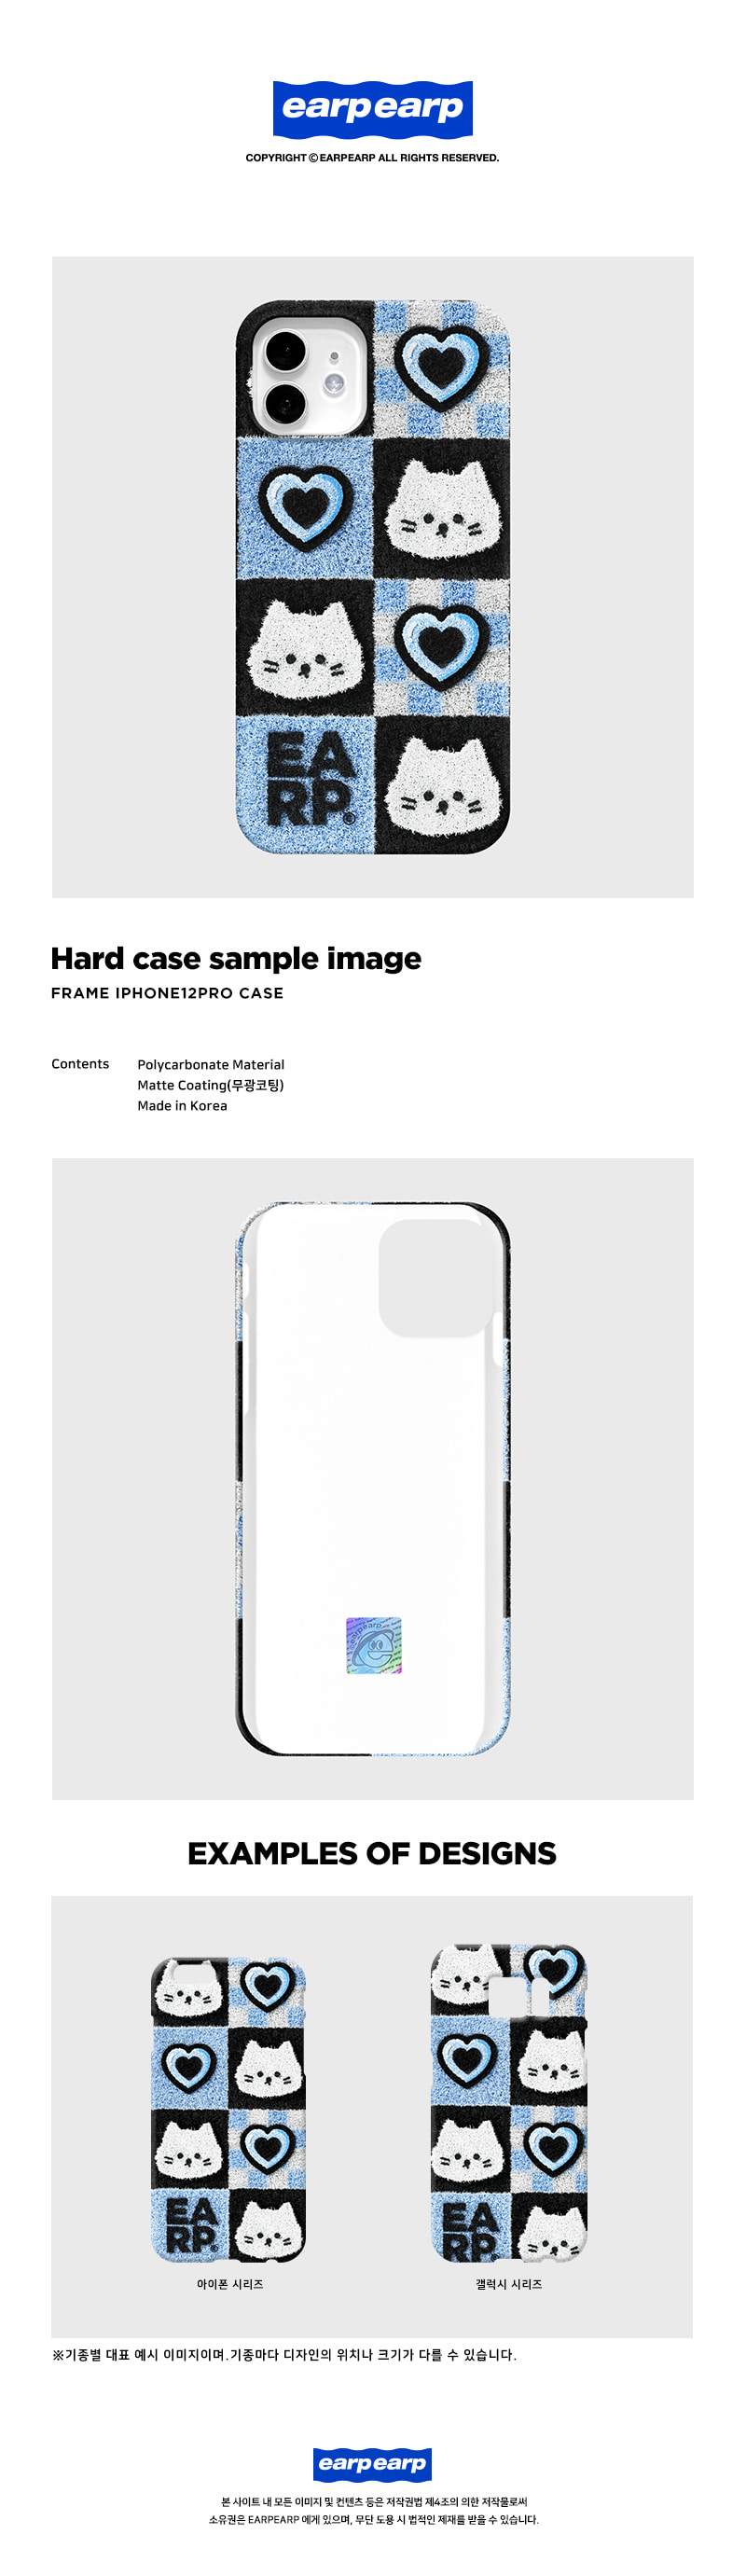 earp earp
COPYRIGHT © EARPEARP ALL RIGHTS RESERVED.
EA
RP®
Hard case sample image
FRAME IPHONE12PRO CASE
Contents
Polycarbonate Material
Matte Coating(무광코팅)
Made in Korea
earpearp
EXAMPLES OF DESIGNS
EA
RP®
EA
RP
아이폰 시리즈
갤럭시 시리즈
※기종별 대표 예시 이미지이며.기종마다 디자인의 위치나 크기가 다를 수 있습니다.
earp earp
본 사이트 내 모든 이미지 및 컨텐츠 등은 저작권법 제4조의 의한 저작물로써
소유권은 EARPEARP 에게 있으며, 무단 도용 시 법적인 제재를 받을 수 있습니다.